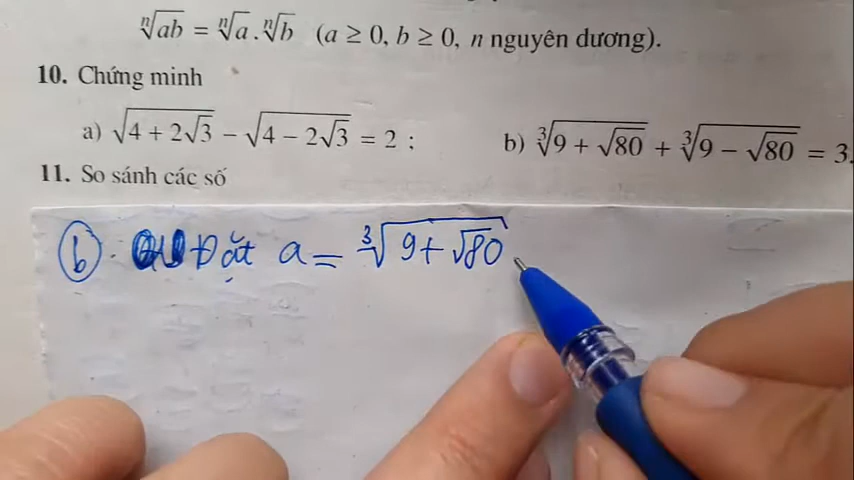 ⁿ√ab = ⁿ√a . ⁿ√b (a ≥ 0, b ≥ 0, n nguyên dương).
10. Chứng minh
a) √(4 + 2√3) − √(4 − 2√3) = 2 ; b) ∛(9 + √80) + ∛(9 − √80) = 3.
11. So sánh các số
b . Đặt a = ∛(9 + √80)